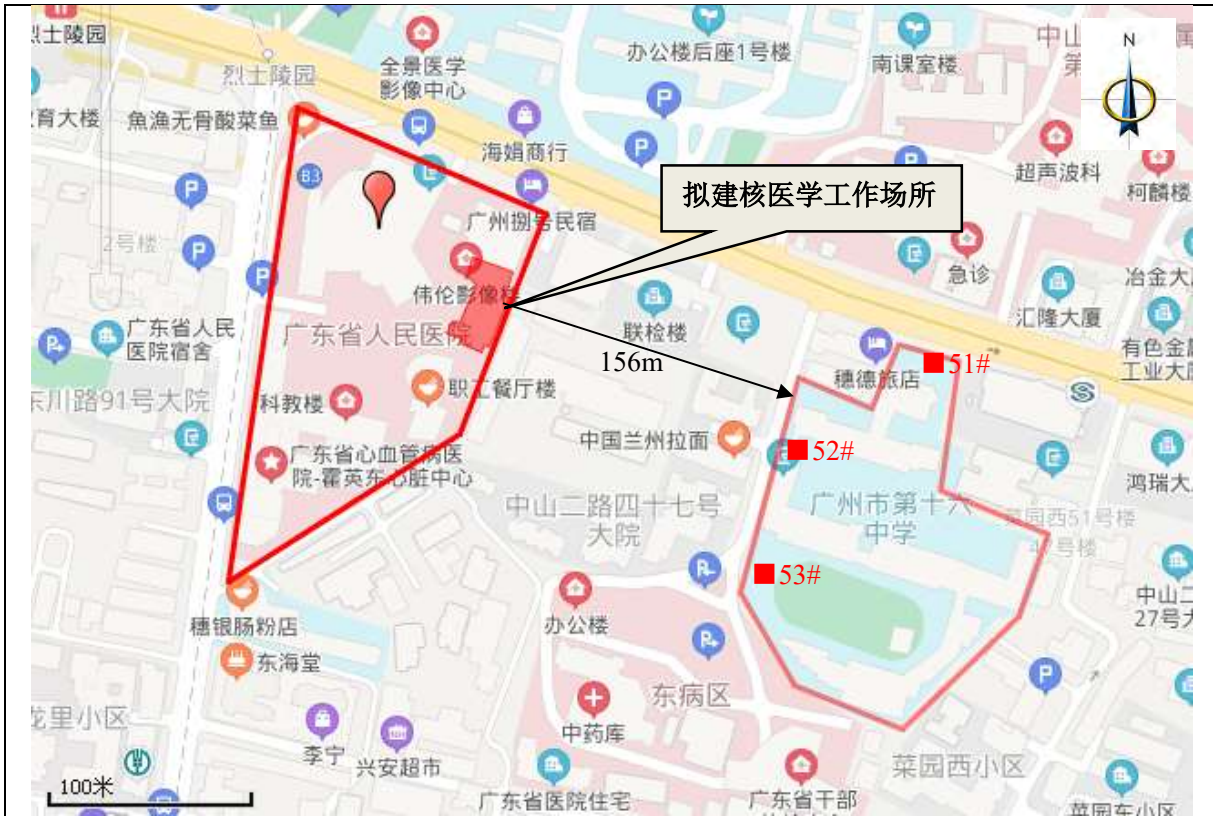 烈士陵园
烈士陵园
全景医学
影像中心
办公楼后座1号楼
南课室楼
中山
N
属
第
育大楼
魚漁无骨酸菜鱼
B3
海娟商行
超声波科
柯麟楼
拟建核医学工作场所
广州捌号民宿
2号楼
急诊
冶金大
伟伦影像楼
联检楼
汇隆大厦
广东省人民
医院宿舍
广东省人民医院
有色金属
工业大厦
156m
穗德旅店
51#
东川路91号大院
科教楼
职工餐厅楼
中国兰州拉面
52#
广东省心血管病医
院-霍英东心脏中心
鸿瑞大
中山二路四十七号
大院
广州市第十六
中学
菜园西51号楼
号楼
53#
中山二
27号大
穗银肠粉店
办公楼
东海堂
东病区
龙里小区
李宁
兴安超市
中药库
菜园西小区
100米
广东省医院住宅
广东省干部
菜园东小区